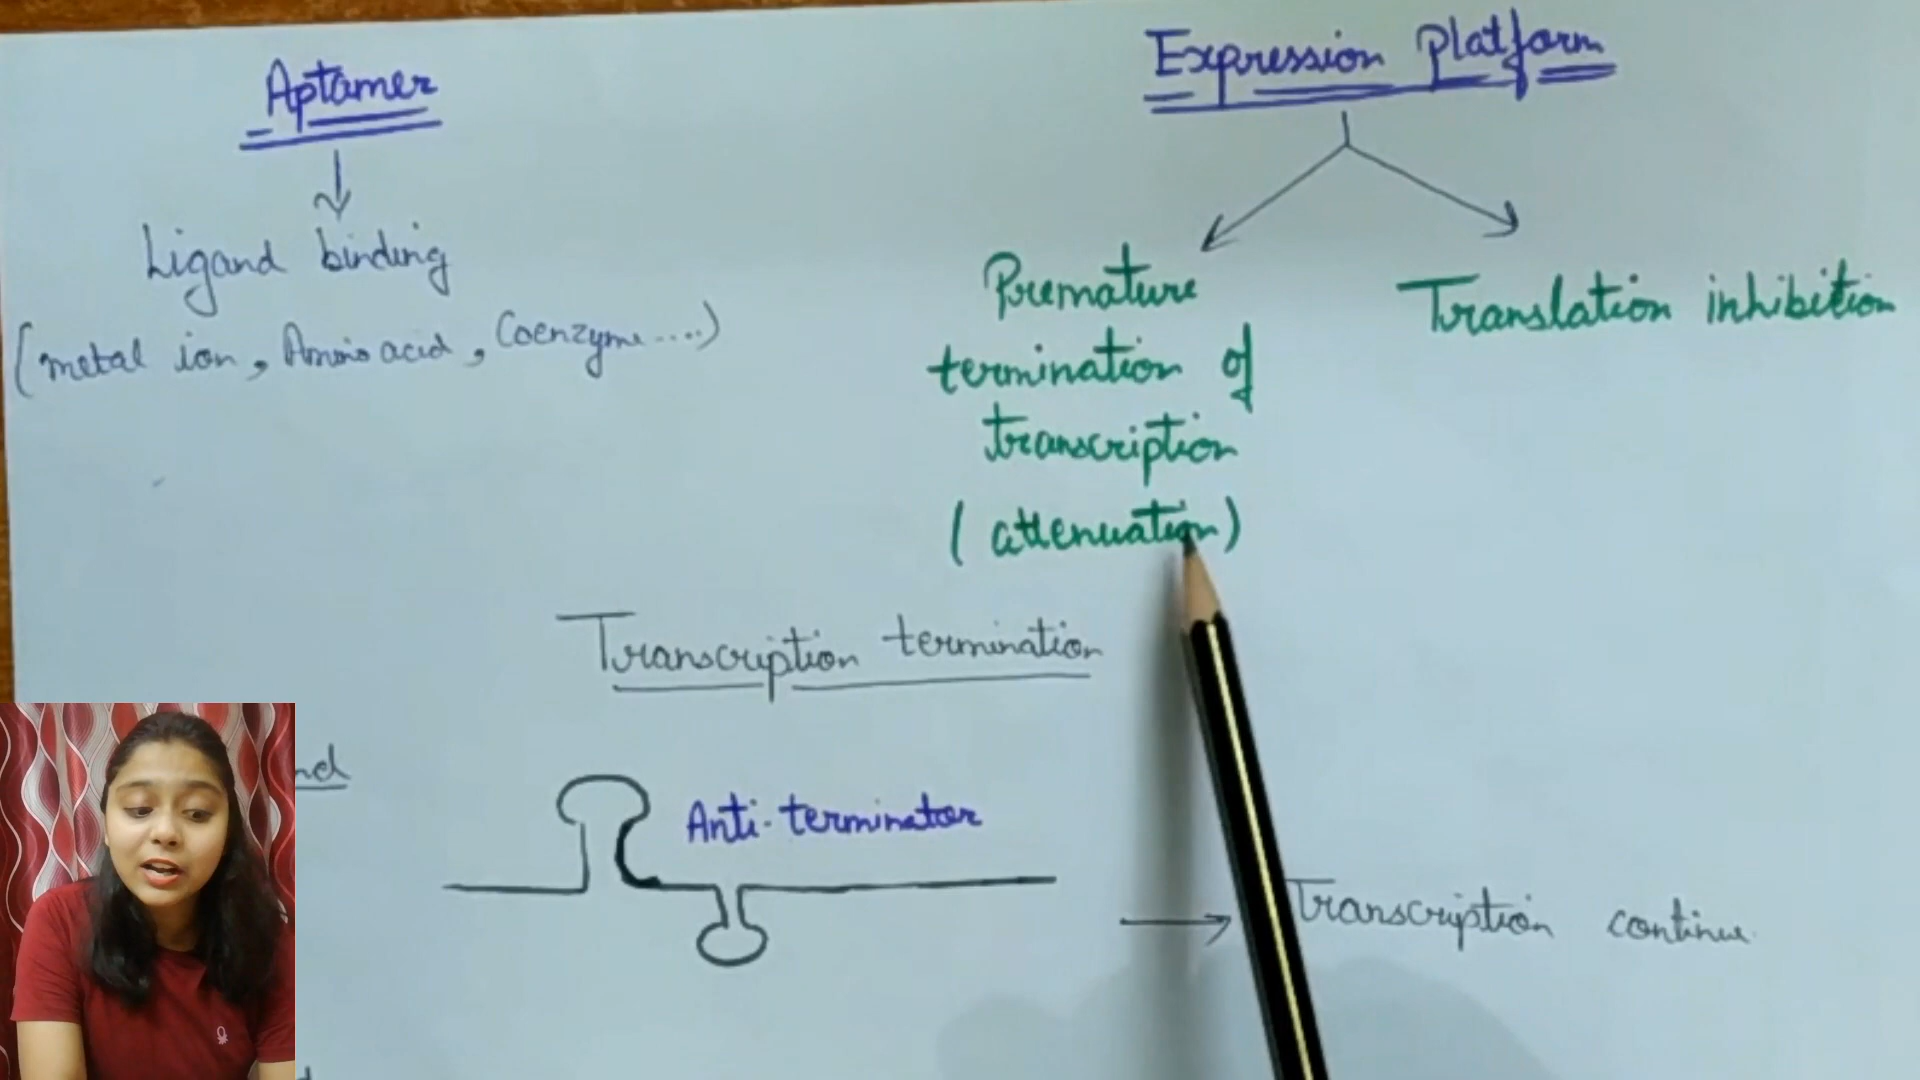 Aptamer
Ligand binding
(metal ion, Amino acid, Coenzyme....)
Expression Platform
Premature
termination of
transcription
(attenuation)
Translation inhibition
Transcription termination
nd
Anti-terminator
Transcription continue